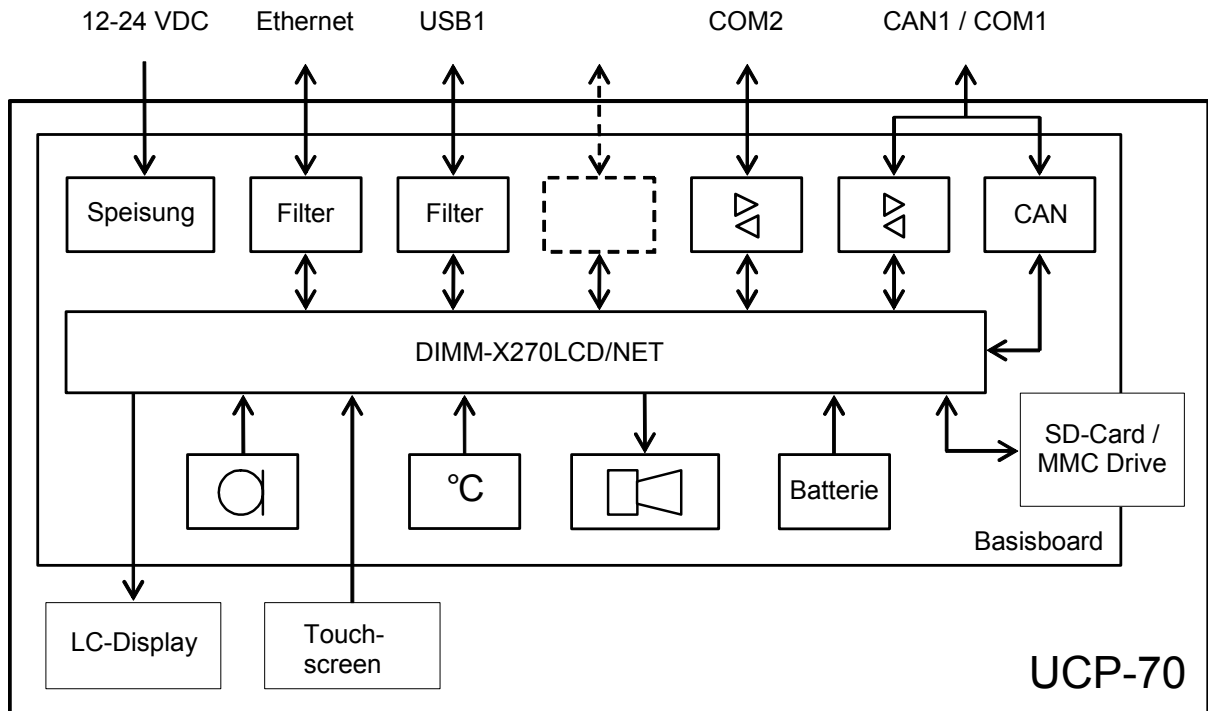 12-24 VDC
Ethernet
USB1
COM2
CAN1 / COM1
Speisung
Filter
Filter
CAN
DIMM-X270LCD/NET
°C
Batterie
SD-Card /
MMC Drive
Basisboard
LC-Display
Touch-
screen
UCP-70